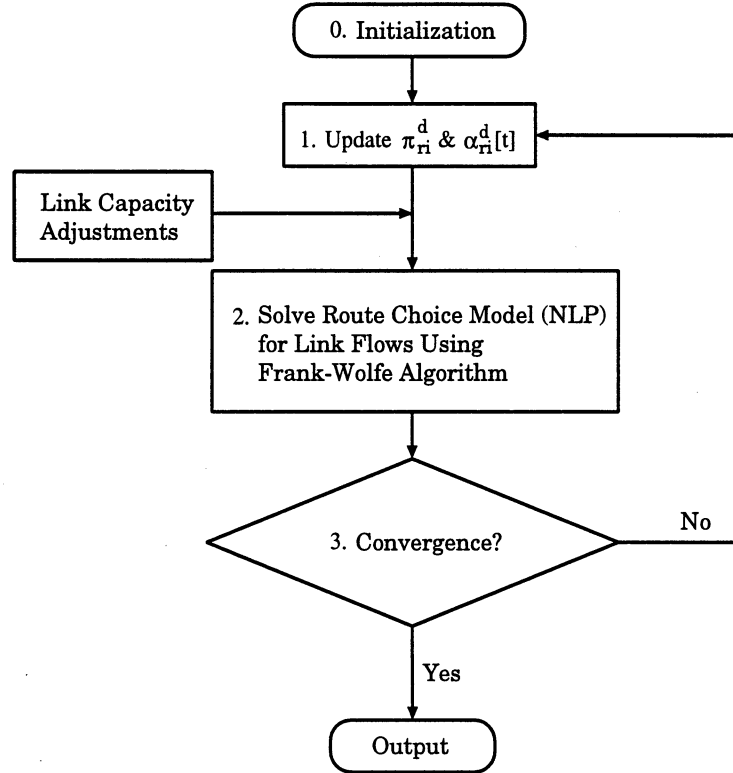 0. Initialization
1. Update π^d_ri & α^d_ri[t]
Link Capacity
Adjustments
2. Solve Route Choice Model (NLP)
for Link Flows Using
Frank-Wolfe Algorithm
3. Convergence?
No
Yes
Output